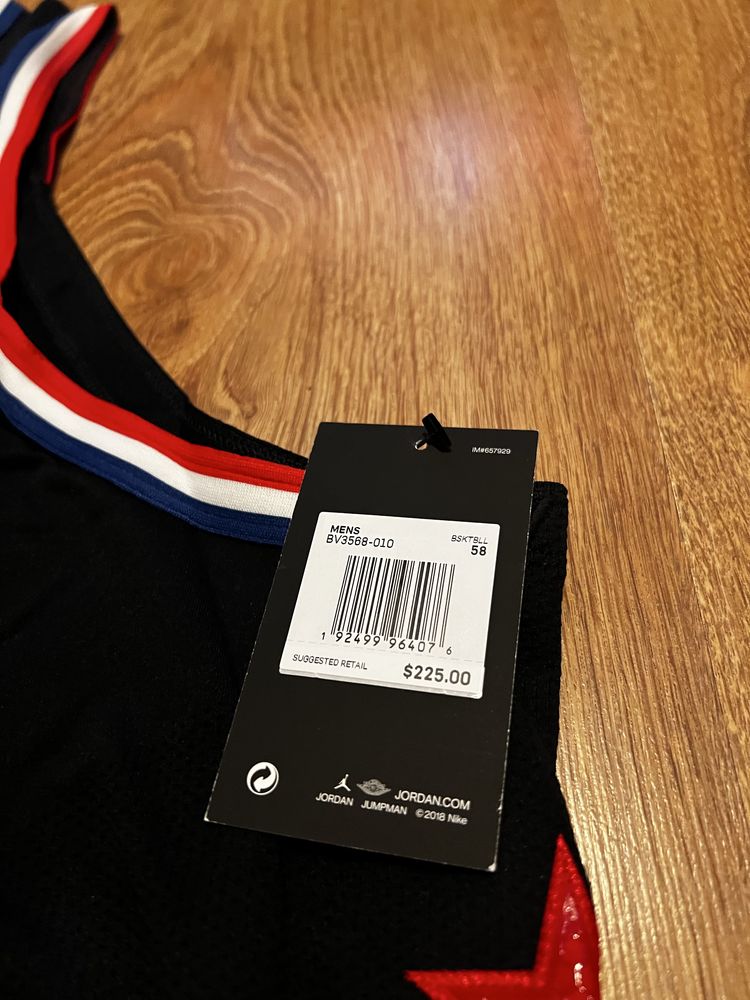 IM#657929
MENS
BV3568-010
BSKTBLL
58
1 92499 96407 6
SUGGESTED RETAIL $225.00
JORDAN JUMPMAN JORDAN.COM
©2018 Nike